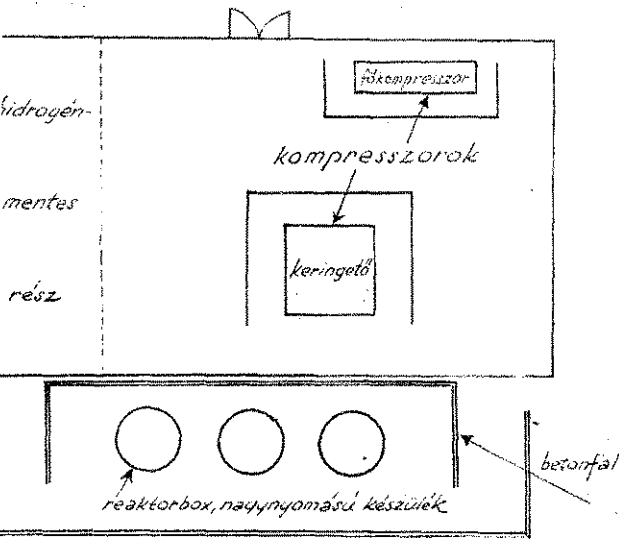 hidrogén-
mentes
rész
főkompresszor
kompresszorok
keringető
betonfal
reaktorbox, nagynyomású készülék